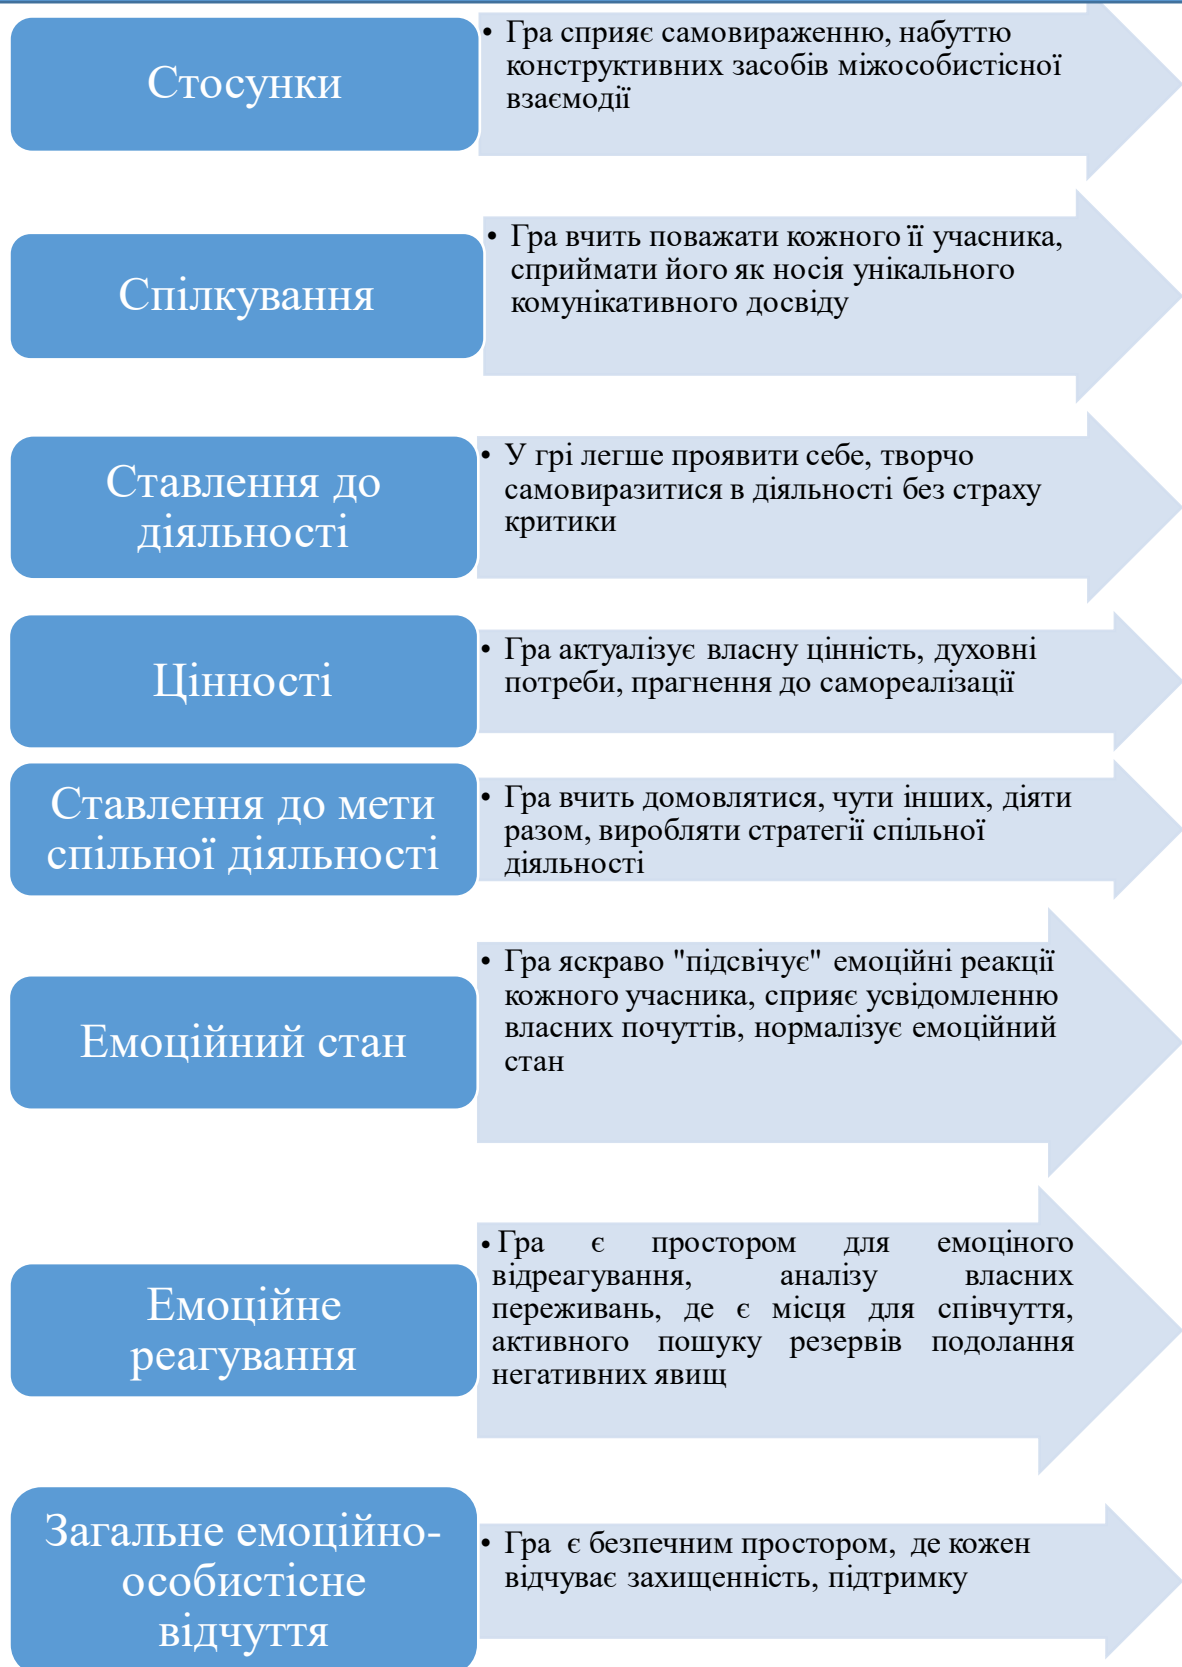 Стосунки
• Гра сприяє самовираженню, набуттю
конструктивних засобів міжособистісної
взаємодії
Спілкування
• Гра вчить поважати кожного її учасника,
сприймати його як носія унікального
комунікативного досвіду
Ставлення до
діяльності
• У грі легше проявити себе, творчо
самовиразитися в діяльності без страху
критики
Цінності
• Гра актуалізує власну цінність, духовні
потреби, прагнення до самореалізації
Ставлення до мети
спільної діяльності
• Гра вчить домовлятися, чути інших, діяти
разом, виробляти стратегії спільної
діяльності
Емоційний стан
• Гра яскраво "підсвічує" емоційні реакції
кожного учасника, сприяє усвідомленню
власних почуттів, нормалізує емоційний
стан
Емоційне
реагування
• Гра є простором для емоціного
відреагування, аналізу власних
переживань, де є місця для співчуття,
активного пошуку резервів подолання
негативних явищ
Загальне емоційно-
особистісне
відчуття
• Гра є безпечним простором, де кожен
відчуває захищенність, підтримку